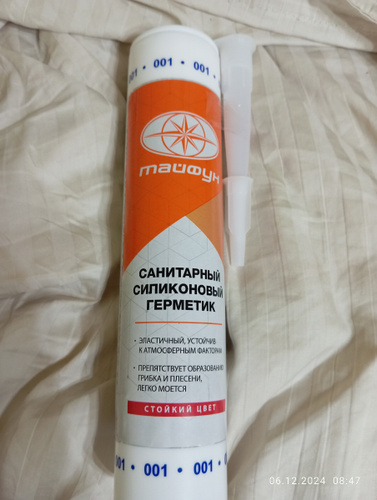 001 • 001 • 001 •
тайфун
САНИТАРНЫЙ
СИЛИКОНОВЫЙ
ГЕРМЕТИК
• ЭЛАСТИЧНЫЙ, УСТОЙЧИВ
К АТМОСФЕРНЫМ ФАКТОРАМ
• ПРЕПЯТСТВУЕТ ОБРАЗОВАНИЮ
ГРИБКА И ПЛЕСЕНИ,
ЛЕГКО МОЕТСЯ
СТОЙКИЙ ЦВЕТ
• 001 • 001 •
06.12.2024 08:47